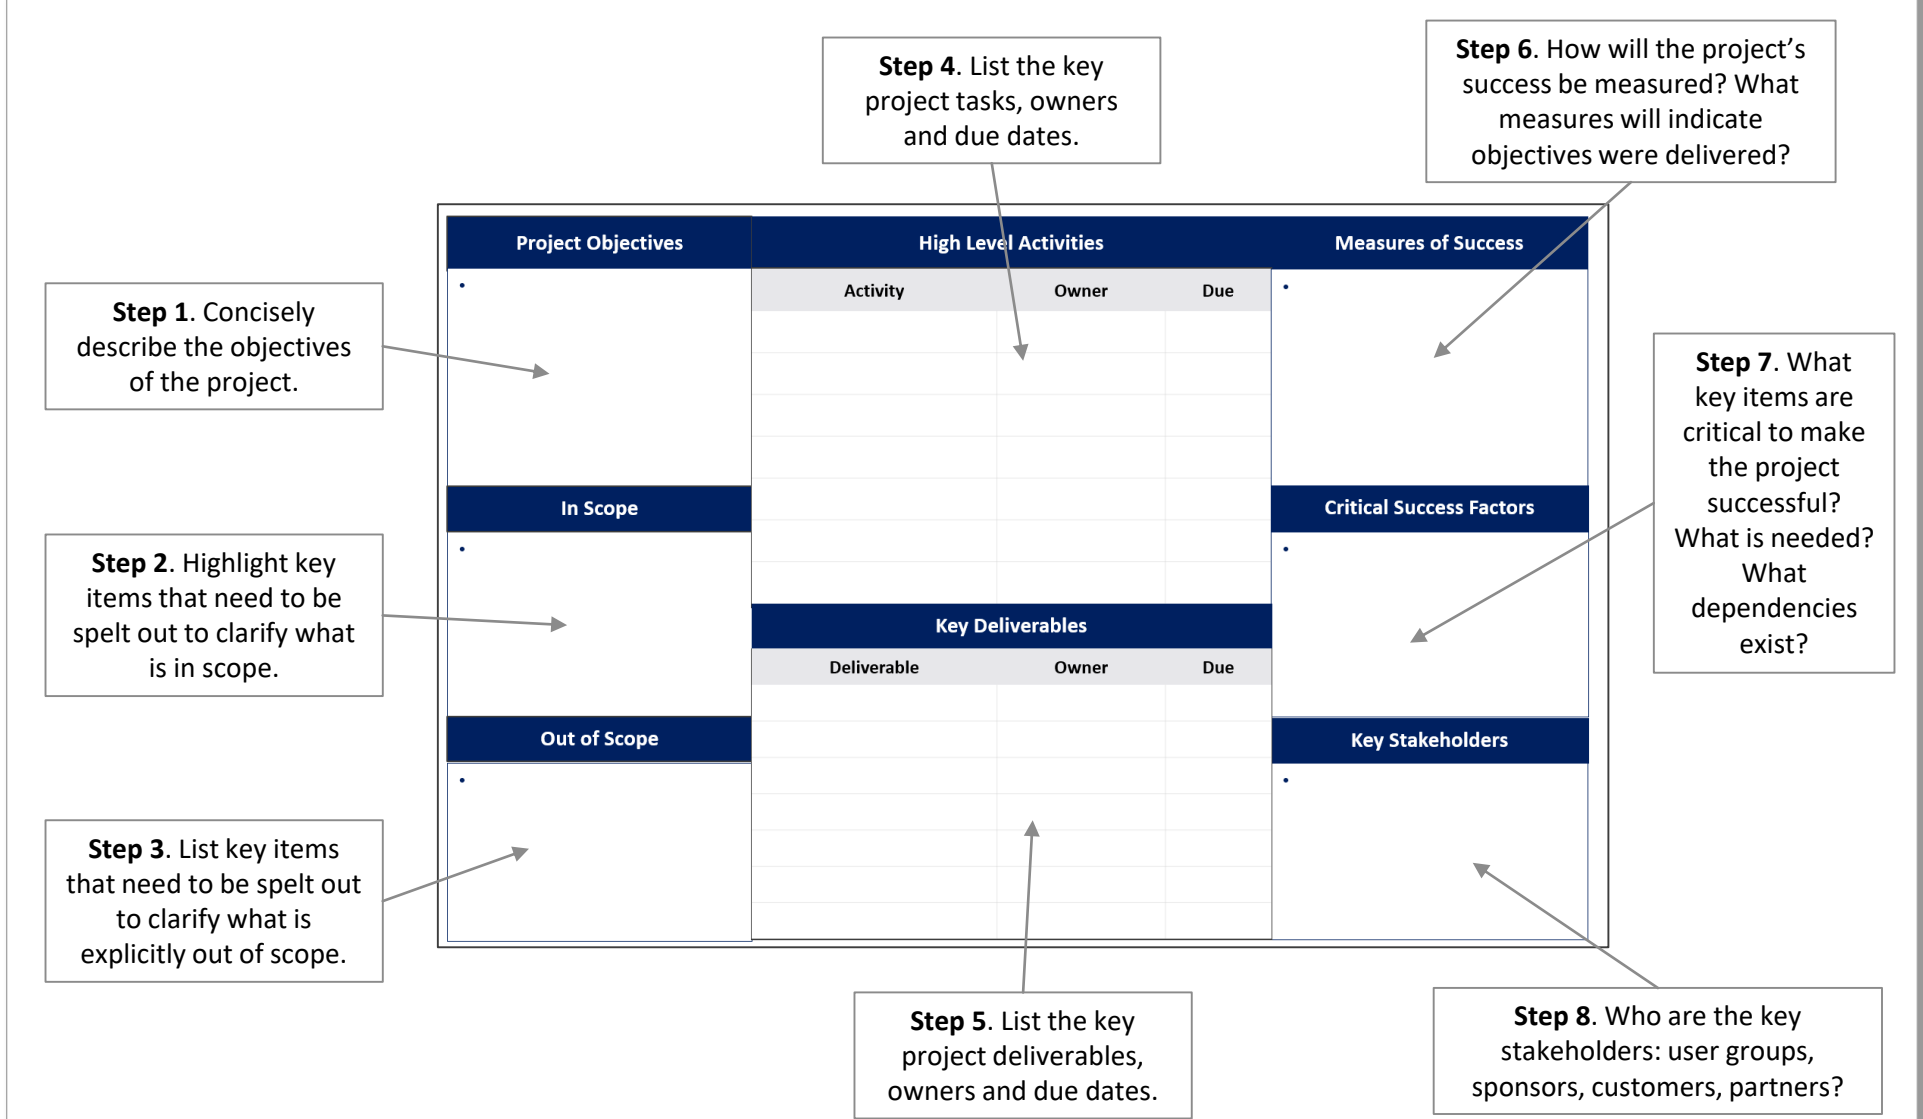 Step 4. List the key
project tasks, owners
and due dates.
Step 6. How will the project’s
success be measured? What
measures will indicate
objectives were delivered?
Project Objectives
High Level Activities
Measures of Success
Activity
Owner
Due
Step 1. Concisely
describe the objectives
of the project.
Step 7. What
key items are
critical to make
the project
successful?
What is needed?
What
dependencies
exist?
In Scope
Critical Success Factors
Step 2. Highlight key
items that need to be
spelt out to clarify what
is in scope.
Key Deliverables
Deliverable
Owner
Due
Out of Scope
Key Stakeholders
Step 3. List key items
that need to be spelt out
to clarify what is
explicitly out of scope.
Step 5. List the key
project deliverables,
owners and due dates.
Step 8. Who are the key
stakeholders: user groups,
sponsors, customers, partners?